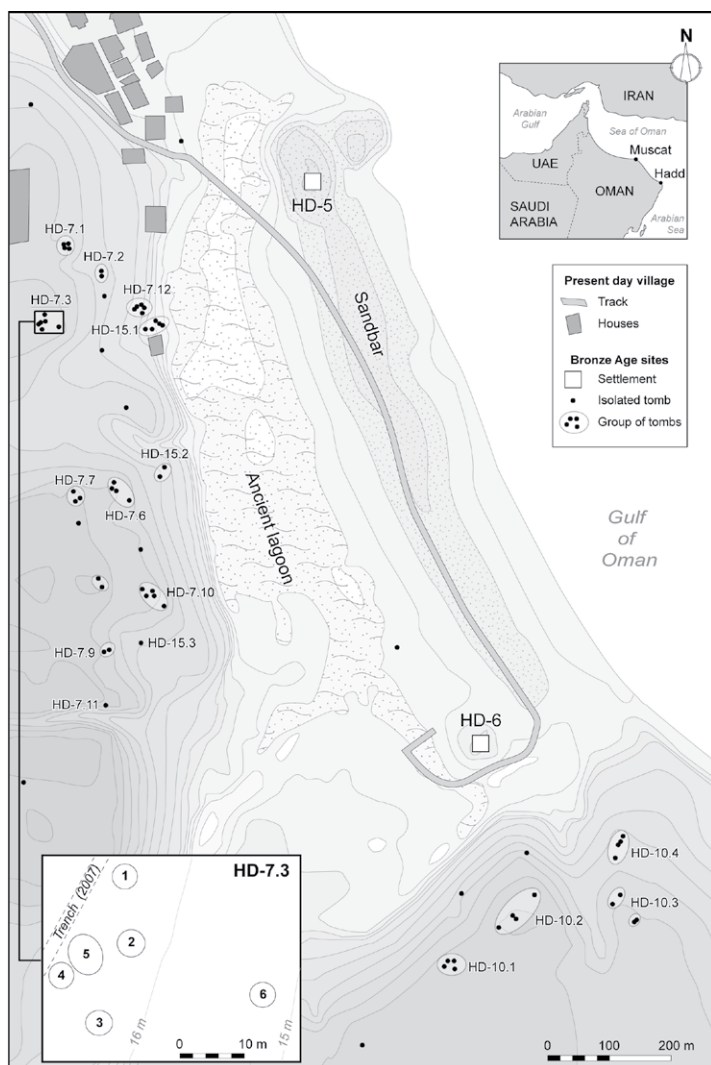 N
IRAN
Arabian
Gulf
Sea of Oman
Muscat
UAE
Hadd
OMAN
SAUDI
ARABIA
Arabian
Sea
HD-5
HD-7.1
HD-7.2
HD-7.3
HD-7.12
HD-15.1
Sandbar
Present day village
Track
Houses
Bronze Age sites
Settlement
Isolated tomb
Group of tombs
HD-15.2
HD-7.7
HD-7.6
Ancient lagoon
Gulf
of
Oman
HD-7.10
HD-15.3
HD-7.9
HD-7.11
HD-6
HD-10.4
HD-10.3
HD-10.2
HD-10.1
HD-7.3
Trench (2007)
1
2
5
4
3
6
16 m
15 m
0 10 m
0 100 200 m